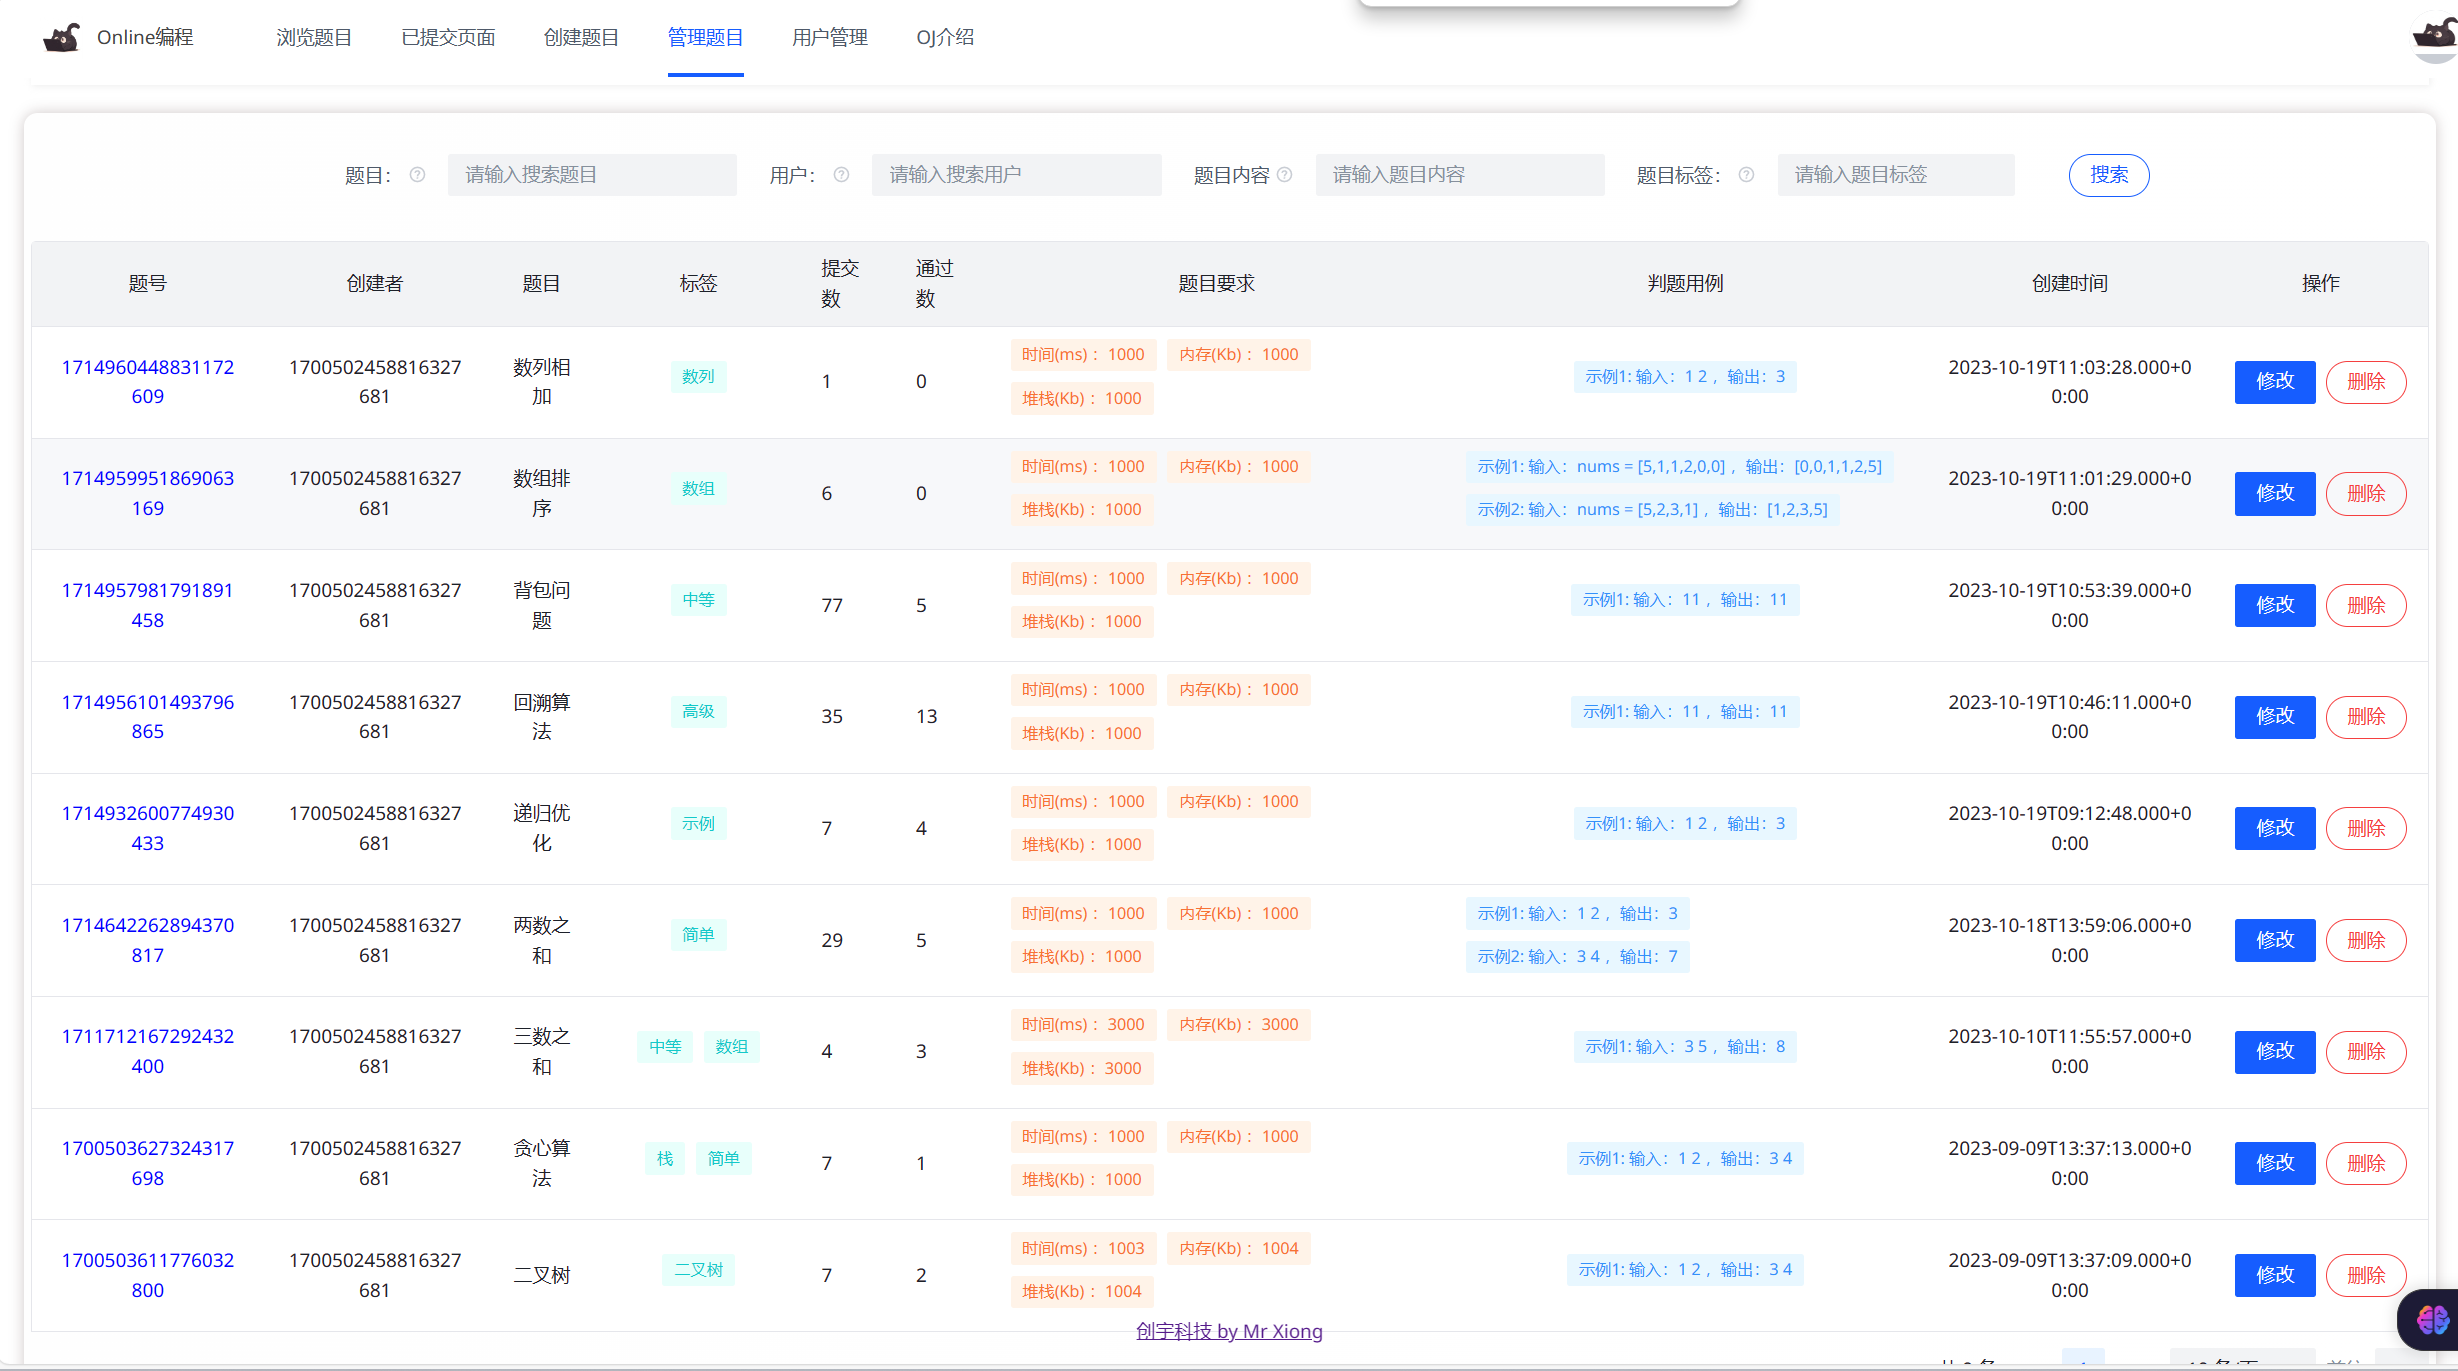 Online编程 浏览题目 已提交页面 创建题目 管理题目 用户管理 OJ介绍
题目： 请输入搜索题目 用户： 请输入搜索用户 题目内容 请输入题目内容 题目标签： 请输入题目标签 搜索
题号 创建者 题目 标签 提交数 通过数 题目要求 判题用例 创建时间 操作
1714960448831172609 1700502458816327681 数列相加 数列 1 0 时间(ms)：1000 内存(Kb)：1000 堆栈(Kb)：1000 示例1: 输入：1 2 ，输出：3 2023-10-19T11:03:28.000+00:00 修改 删除
1714959951869063169 1700502458816327681 数组排序 数组 6 0 时间(ms)：1000 内存(Kb)：1000 堆栈(Kb)：1000 示例1: 输入：nums = [5,1,1,2,0,0] ，输出：[0,0,1,1,2,5] 示例2: 输入：nums = [5,2,3,1] ，输出：[1,2,3,5] 2023-10-19T11:01:29.000+00:00 修改 删除
1714957981791891458 1700502458816327681 背包问题 中等 77 5 时间(ms)：1000 内存(Kb)：1000 堆栈(Kb)：1000 示例1: 输入：11 ，输出：11 2023-10-19T10:53:39.000+00:00 修改 删除
1714956101493796865 1700502458816327681 回溯算法 高级 35 13 时间(ms)：1000 内存(Kb)：1000 堆栈(Kb)：1000 示例1: 输入：11 ，输出：11 2023-10-19T10:46:11.000+00:00 修改 删除
1714932600774930433 1700502458816327681 递归优化 示例 7 4 时间(ms)：1000 内存(Kb)：1000 堆栈(Kb)：1000 示例1: 输入：1 2 ，输出：3 2023-10-19T09:12:48.000+00:00 修改 删除
1714642262894370817 1700502458816327681 两数之和 简单 29 5 时间(ms)：1000 内存(Kb)：1000 堆栈(Kb)：1000 示例1: 输入：1 2 ，输出：3 示例2: 输入：3 4 ，输出：7 2023-10-18T13:59:06.000+00:00 修改 删除
1711712167292432400 1700502458816327681 三数之和 中等 数组 4 3 时间(ms)：3000 内存(Kb)：3000 堆栈(Kb)：3000 示例1: 输入：3 5 ，输出：8 2023-10-10T11:55:57.000+00:00 修改 删除
1700503627324317698 1700502458816327681 贪心算法 栈 简单 7 1 时间(ms)：1000 内存(Kb)：1000 堆栈(Kb)：1000 示例1: 输入：1 2 ，输出：3 4 2023-09-09T13:37:13.000+00:00 修改 删除
1700503611776032800 1700502458816327681 二叉树 二叉树 7 2 时间(ms)：1003 内存(Kb)：1004 堆栈(Kb)：1004 示例1: 输入：1 2 ，输出：3 4 2023-09-09T13:37:09.000+00:00 修改 删除
创宇科技 by Mr Xiong